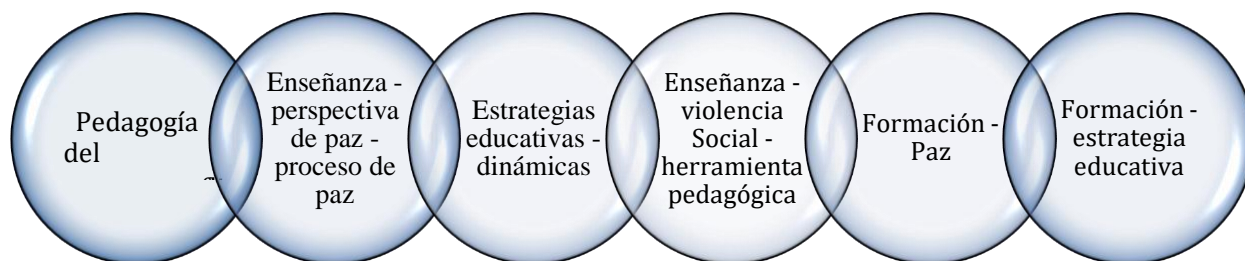 Pedagogía
del
Enseñanza -
perspectiva
de paz -
proceso de
paz
Estrategias
educativas -
dinámicas
Enseñanza -
violencia
Social -
herramienta
pedagógica
Formación -
Paz
Formación -
estrategia
educativa